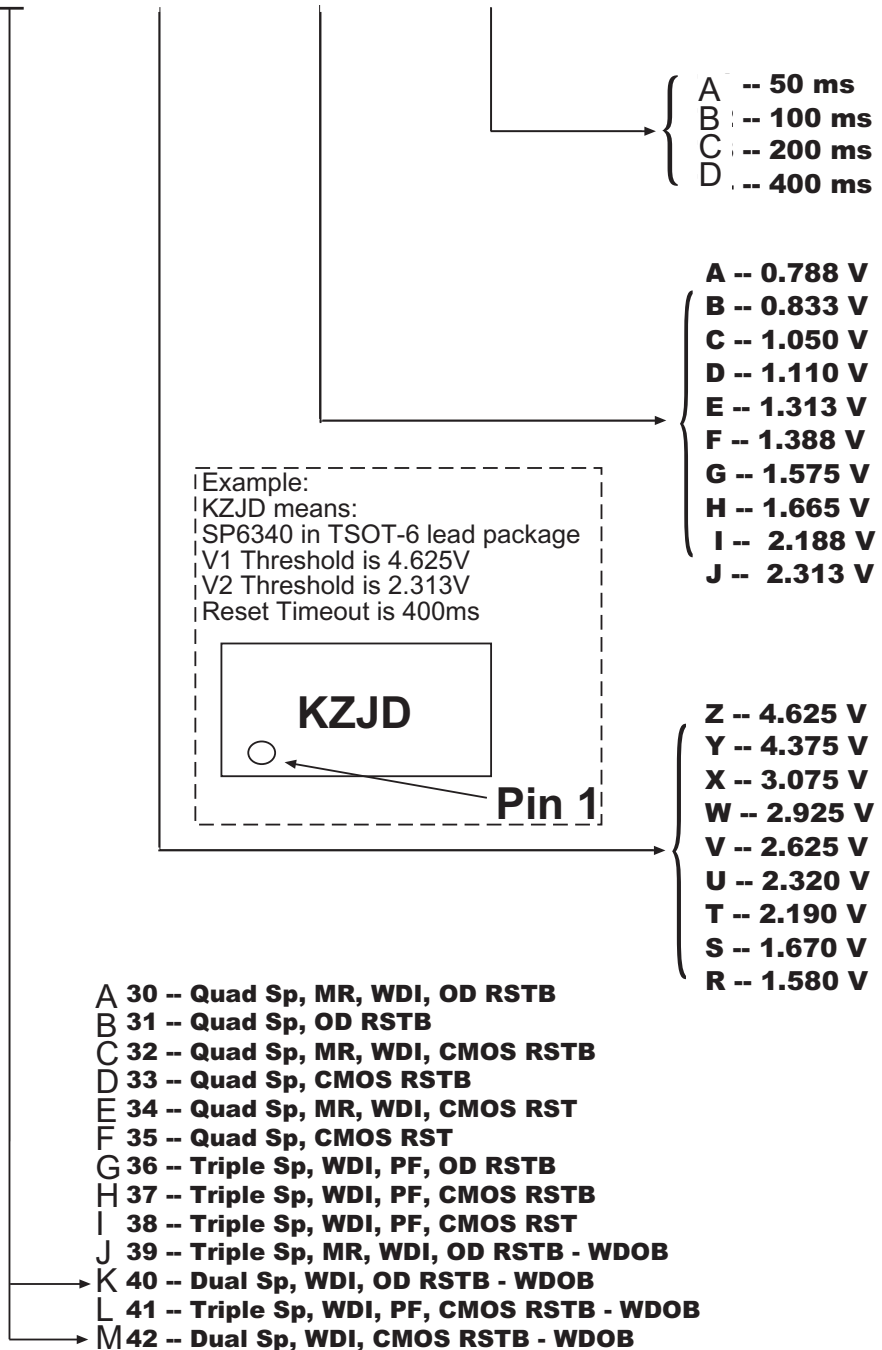 A -- 50 ms
B -- 100 ms
C -- 200 ms
D -- 400 ms
A -- 0.788 V
B -- 0.833 V
C -- 1.050 V
D -- 1.110 V
E -- 1.313 V
F -- 1.388 V
G -- 1.575 V
H -- 1.665 V
I -- 2.188 V
J -- 2.313 V
Example:
KZJD means:
SP6340 in TSOT-6 lead package
V1 Threshold is 4.625V
V2 Threshold is 2.313V
Reset Timeout is 400ms
KZJD
Pin 1
Z -- 4.625 V
Y -- 4.375 V
X -- 3.075 V
W -- 2.925 V
V -- 2.625 V
U -- 2.320 V
T -- 2.190 V
S -- 1.670 V
R -- 1.580 V
A 30 -- Quad Sp, MR, WDI, OD RSTB
B 31 -- Quad Sp, OD RSTB
C 32 -- Quad Sp, MR, WDI, CMOS RSTB
D 33 -- Quad Sp, CMOS RSTB
E 34 -- Quad Sp, MR, WDI, CMOS RST
F 35 -- Quad Sp, CMOS RST
G 36 -- Triple Sp, WDI, PF, OD RSTB
H 37 -- Triple Sp, WDI, PF, CMOS RSTB
I 38 -- Triple Sp, WDI, PF, CMOS RST
J 39 -- Triple Sp, MR, WDI, OD RSTB - WDOB
K 40 -- Dual Sp, WDI, OD RSTB - WDOB
L 41 -- Triple Sp, WDI, PF, CMOS RSTB - WDOB
M 42 -- Dual Sp, WDI, CMOS RSTB - WDOB